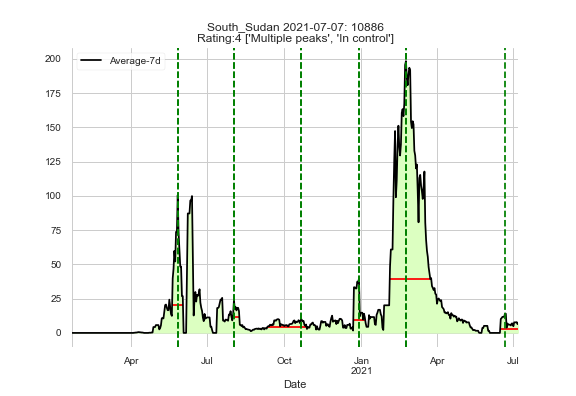 South_Sudan 2021-07-07: 10886
Rating:4 ['Multiple peaks', 'In control']
Average-7d
200
175
150
125
100
75
50
25
0
Apr
Jul
Oct
Jan
2021
Apr
Jul
Date